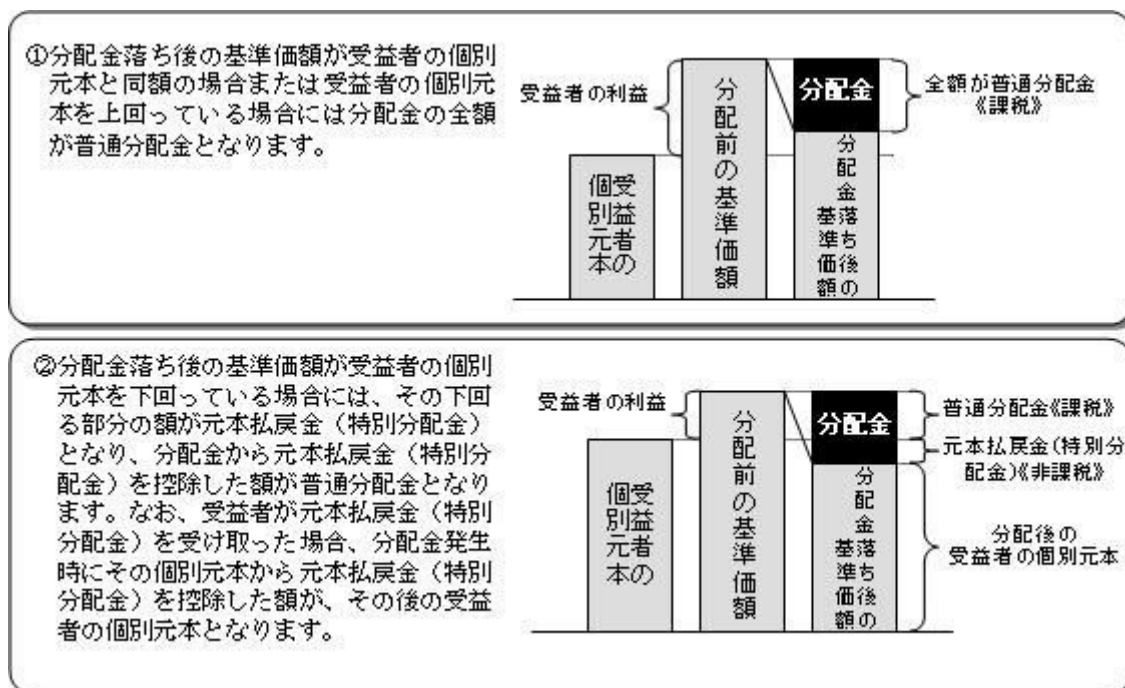 ①分配金落ち後の基準価額が受益者の個別
元本と同額の場合または受益者の個別元
本を上回っている場合には分配金の全額
が普通分配金となります。
受益者の利益
受益者の
個別元本
分配前の基準価額
分配金
分配金落ち後の
基準価額
全額が普通分配金
《課税》
②分配金落ち後の基準価額が受益者の個別
元本を下回っている場合には、その下回
る部分の額が元本払戻金（特別分配金）
となり、分配金から元本払戻金（特別分
配金）を控除した額が普通分配金となり
ます。なお、受益者が元本払戻金（特別
分配金）を受け取った場合、分配金発生
時にその個別元本から元本払戻金（特別
分配金）を控除した額が、その後の受益
者の個別元本となります。
受益者の利益
受益者の
個別元本
分配前の基準価額
分配金
分配金落ち後の
基準価額
普通分配金《課税》
元本払戻金(特別分
配金)《非課税》
分配後の
受益者の個別元本